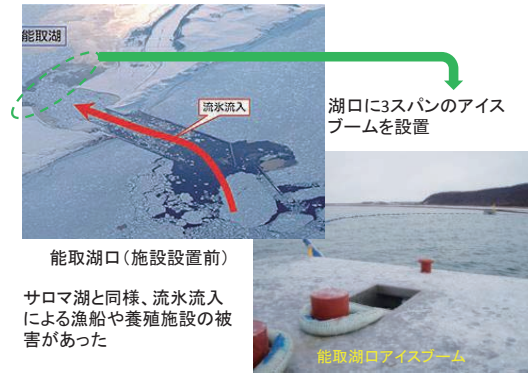 能取湖
流氷流入
湖口に3スパンのアイス
ブームを設置
能取湖口（施設設置前）
サロマ湖と同様、流氷流入
による漁船や養殖施設の被
害があった
能取湖口アイスブーム